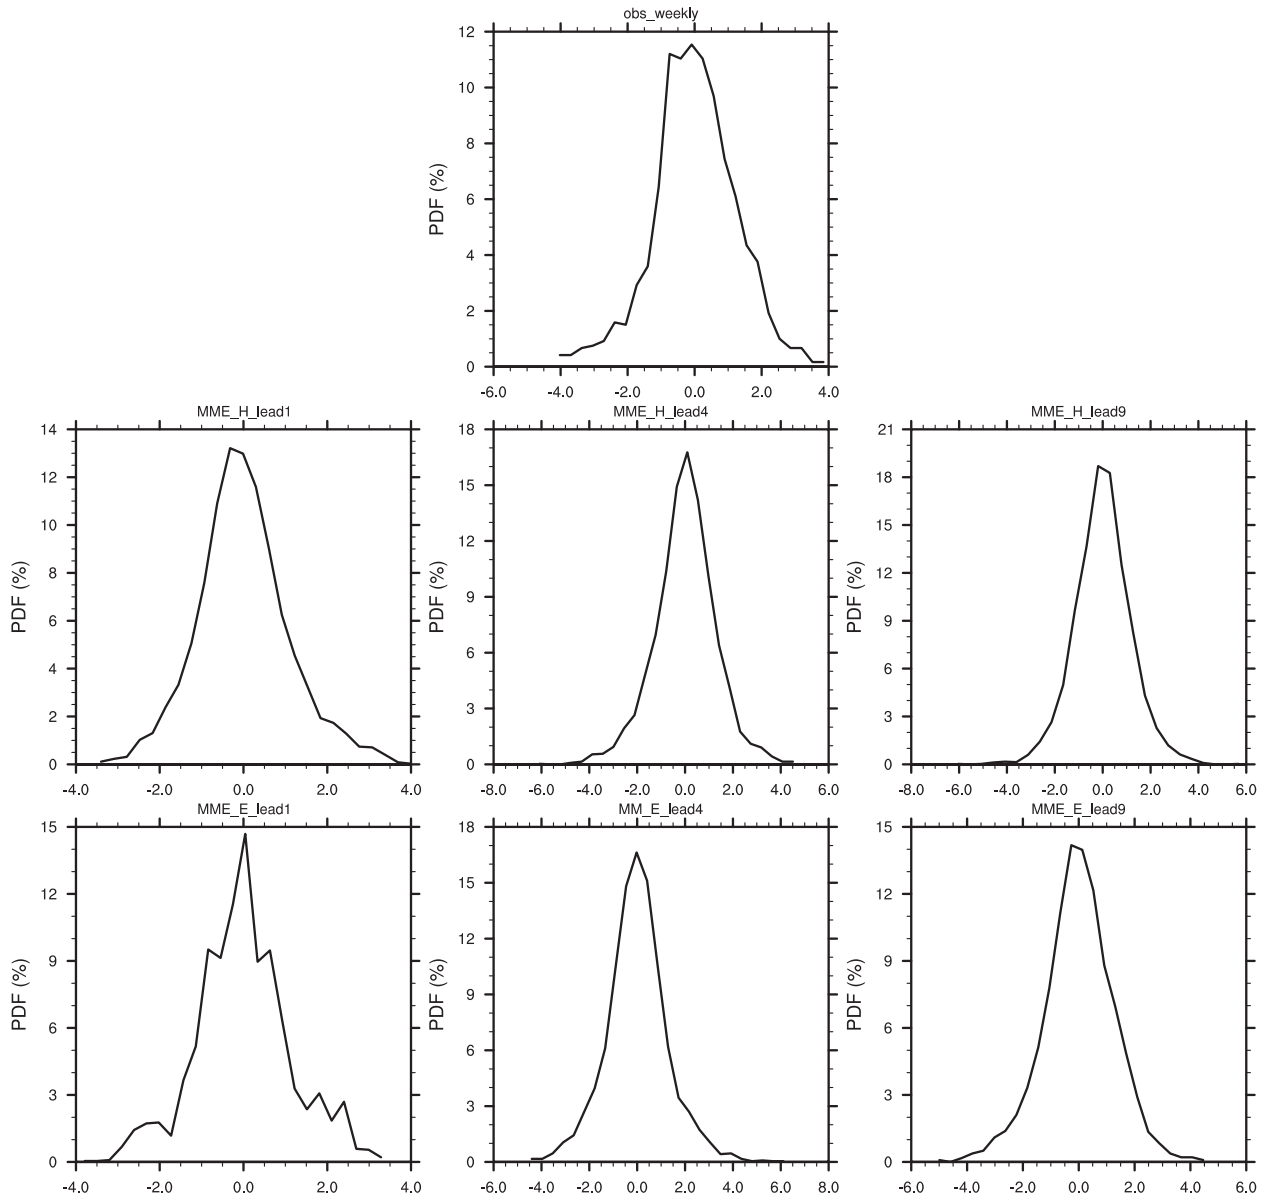 obs_weekly
12
10
8
6
4
2
0
PDF (%)
-6.0 -4.0 -2.0 0.0 2.0 4.0
MME_H_lead1 MME_H_lead4 MME_H_lead9
14
12
10
8
6
4
2
0
PDF (%)
-4.0 -2.0 0.0 2.0 4.0
18
15
12
9
6
3
0
PDF (%)
-8.0 -6.0 -4.0 -2.0 0.0 2.0 4.0 6.0
21
18
15
12
9
6
3
0
PDF (%)
-8.0 -6.0 -4.0 -2.0 0.0 2.0 4.0 6.0
MME_E_lead1 MM_E_lead4 MME_E_lead9
15
12
9
6
3
0
PDF (%)
-4.0 -2.0 0.0 2.0 4.0
18
15
12
9
6
3
0
PDF (%)
-6.0 -4.0 -2.0 0.0 2.0 4.0 6.0 8.0
15
12
9
6
3
0
PDF (%)
-6.0 -4.0 -2.0 0.0 2.0 4.0 6.0